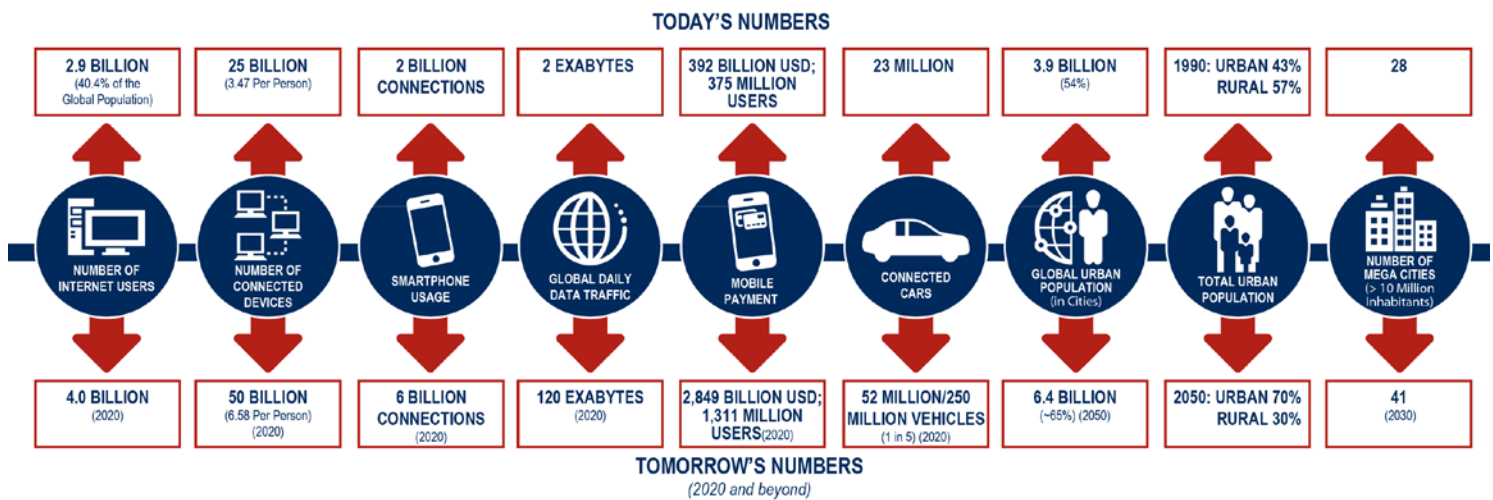 TODAY'S NUMBERS
2.9 BILLION
(40.4% of the
Global Population)
25 BILLION
(3.47 Per Person)
2 BILLION
CONNECTIONS
2 EXABYTES
392 BILLION USD;
375 MILLION
USERS
23 MILLION
3.9 BILLION
(54%)
1990: URBAN 43%
RURAL 57%
28
NUMBER OF
INTERNET USERS
NUMBER OF
CONNECTED
DEVICES
SMARTPHONE
USAGE
GLOBAL DAILY
DATA TRAFFIC
MOBILE
PAYMENT
CONNECTED
CARS
GLOBAL URBAN
POPULATION
(in Cities)
TOTAL URBAN
POPULATION
NUMBER OF
MEGA CITIES
(> 10 Million
Inhabitants)
4.0 BILLION
(2020)
50 BILLION
(6.58 Per Person)
(2020)
6 BILLION
CONNECTIONS
(2020)
120 EXABYTES
(2020)
2,849 BILLION USD;
1,311 MILLION
USERS(2020)
52 MILLION/250
MILLION VEHICLES
(1 in 5) (2020)
6.4 BILLION
(~65%) (2050)
2050: URBAN 70%
RURAL 30%
41
(2030)
TOMORROW'S NUMBERS
(2020 and beyond)